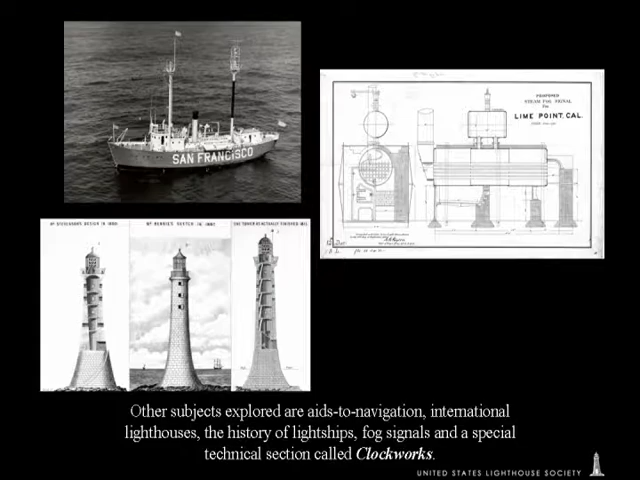 SAN FRANCISCO
PROPOSED
STEAM FOG SIGNAL
LIME POINT, CAL.
Other subjects explored are aids-to-navigation, international
lighthouses, the history of lightships, fog signals and a special
technical section called Clockworks.
UNITED STATES LIGHTHOUSE SOCIETY